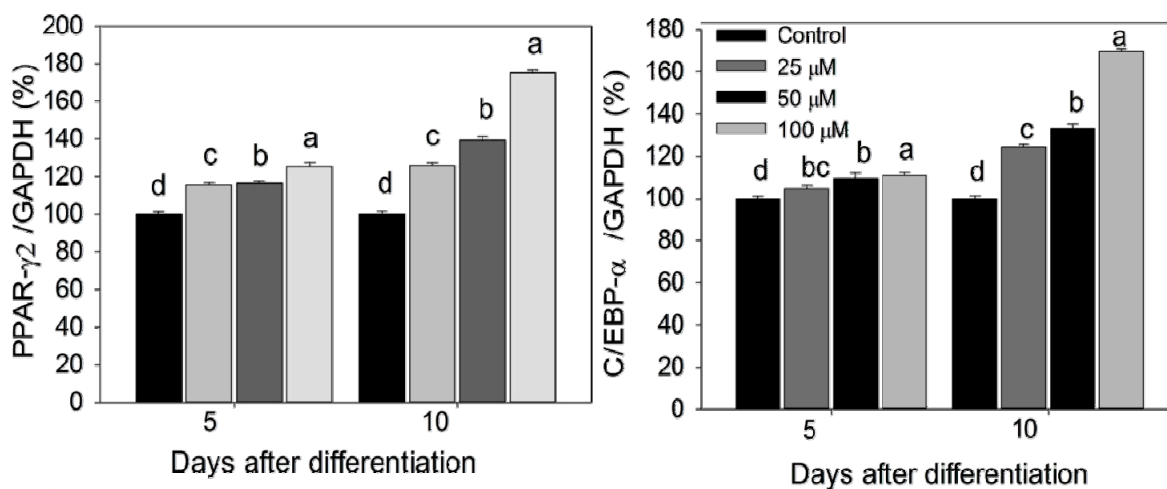 PPAR-γ2 /GAPDH (%)
200
180
160
140
120
100
80
60
40
20
0
d
c
b
a
d
c
b
a
5
10
Days after differentiation
C/EBP-α /GAPDH (%)
180
160
140
120
100
80
60
40
20
0
Control
25 μM
50 μM
100 μM
d
bc
b
a
d
c
b
a
5
10
Days after differentiation